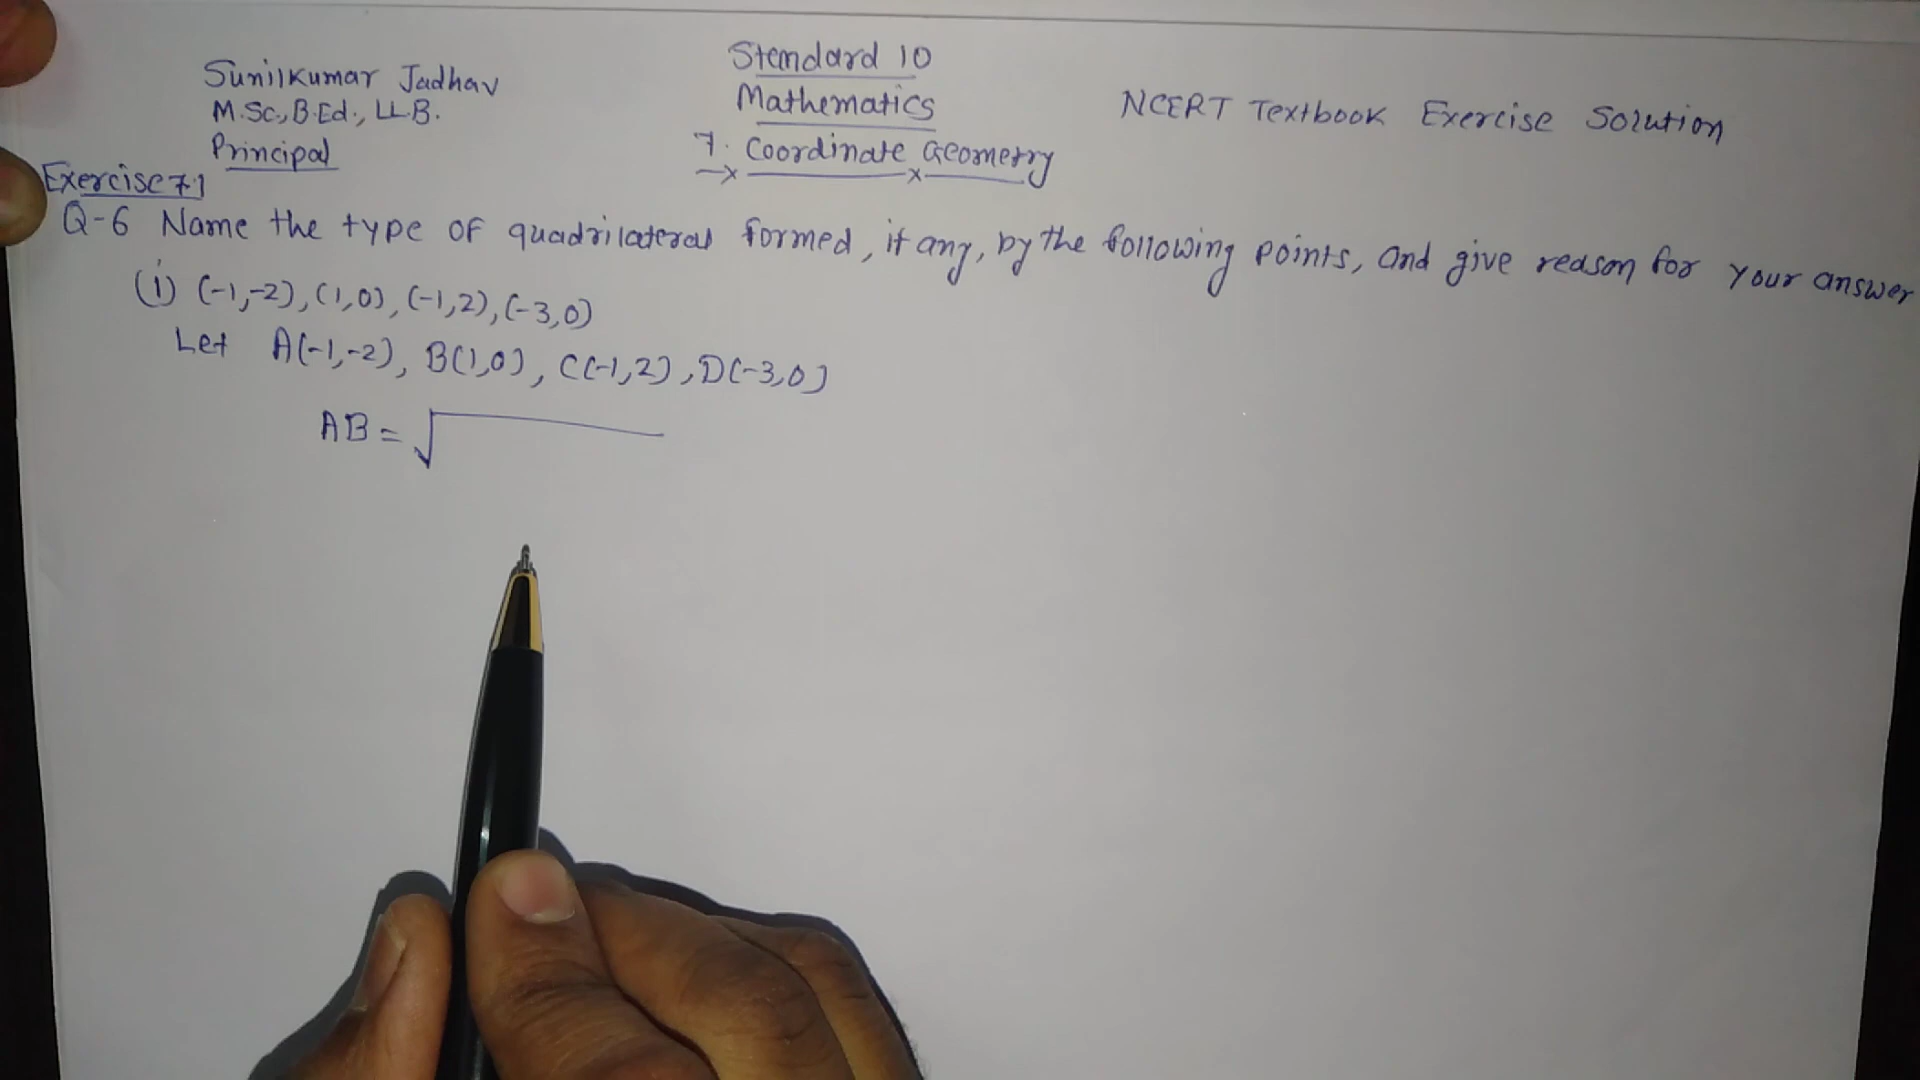 Sunilkumar Jadhav
M.Sc., B.Ed., LL.B.
Principal
Standard 10
Mathematics
7. Coordinate Geometry
NCERT Textbook Exercise Solution
Exercise 7.1
Q-6 Name the type of quadrilateral formed, if any, by the following points, and give reason for your answer
(i) (-1,-2), (1,0), (-1,2), (-3,0)
Let A(-1,-2), B(1,0), C(-1,2), D(-3,0)
AB = √